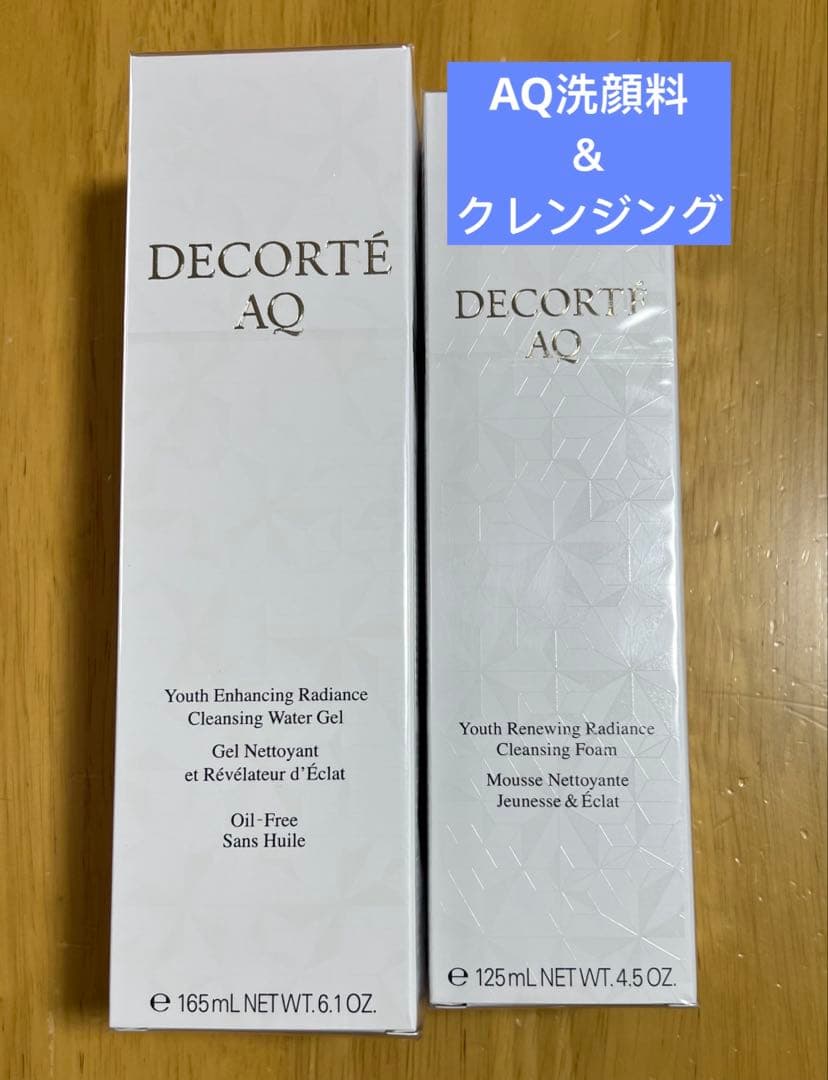 AQ洗顔料
&
クレンジング
DECORTÉ
AQ
Youth Enhancing Radiance
Cleansing Water Gel
Gel Nettoyant
et Révélateur d'Éclat
Oil-Free
Sans Huile
℮ 165mL NET WT. 6.1 OZ.
DECORTÉ
AQ
Youth Renewing Radiance
Cleansing Foam
Mousse Nettoyante
Jeunesse & Éclat
℮ 125mL NET WT. 4.5 OZ.